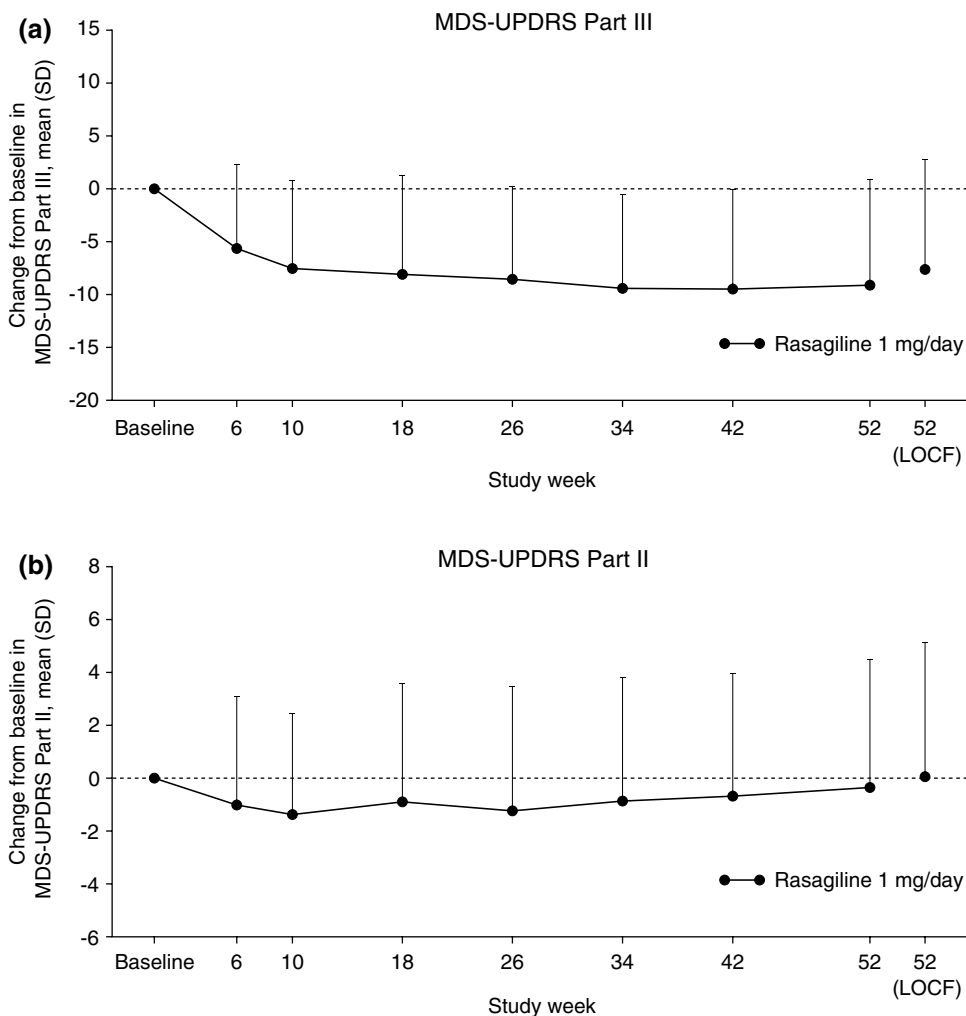 (a)
MDS-UPDRS Part III
Change from baseline in
MDS-UPDRS Part III, mean (SD)
15
10
5
0
-5
-10
-15
-20
Rasagiline 1 mg/day
Baseline 6 10 18 26 34 42 52 52
(LOCF)
Study week
(b)
MDS-UPDRS Part II
Change from baseline in
MDS-UPDRS Part II, mean (SD)
8
6
4
2
0
-2
-4
-6
Rasagiline 1 mg/day
Baseline 6 10 18 26 34 42 52 52
(LOCF)
Study week